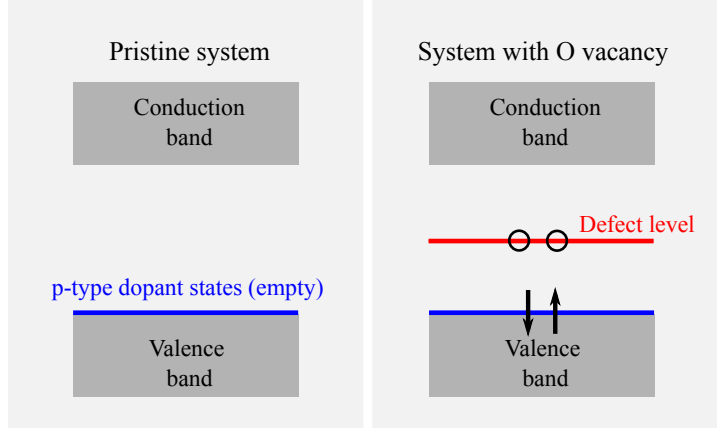 Pristine system
Conduction
band
p-type dopant states (empty)
Valence
band
System with O vacancy
Conduction
band
Defect level
Valence
band